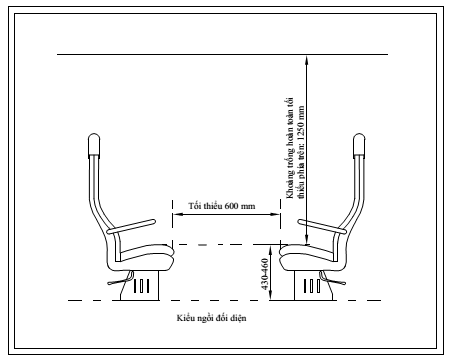 Khoảng trống hoàn toàn tối
thiểu phía trên: 1250 mm
Tối thiểu 600 mm
430-460
Kiểu ngồi đối diện